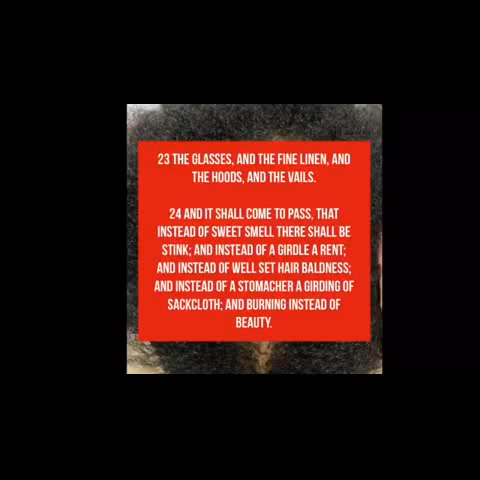 23 THE GLASSES, AND THE FINE LINEN, AND
THE HOODS, AND THE VAILS.
24 AND IT SHALL COME TO PASS, THAT
INSTEAD OF SWEET SMELL THERE SHALL BE
STINK; AND INSTEAD OF A GIRDLE A RENT;
AND INSTEAD OF WELL SET HAIR BALDNESS;
AND INSTEAD OF A STOMACHER A GIRDING OF
SACKCLOTH; AND BURNING INSTEAD OF
BEAUTY.